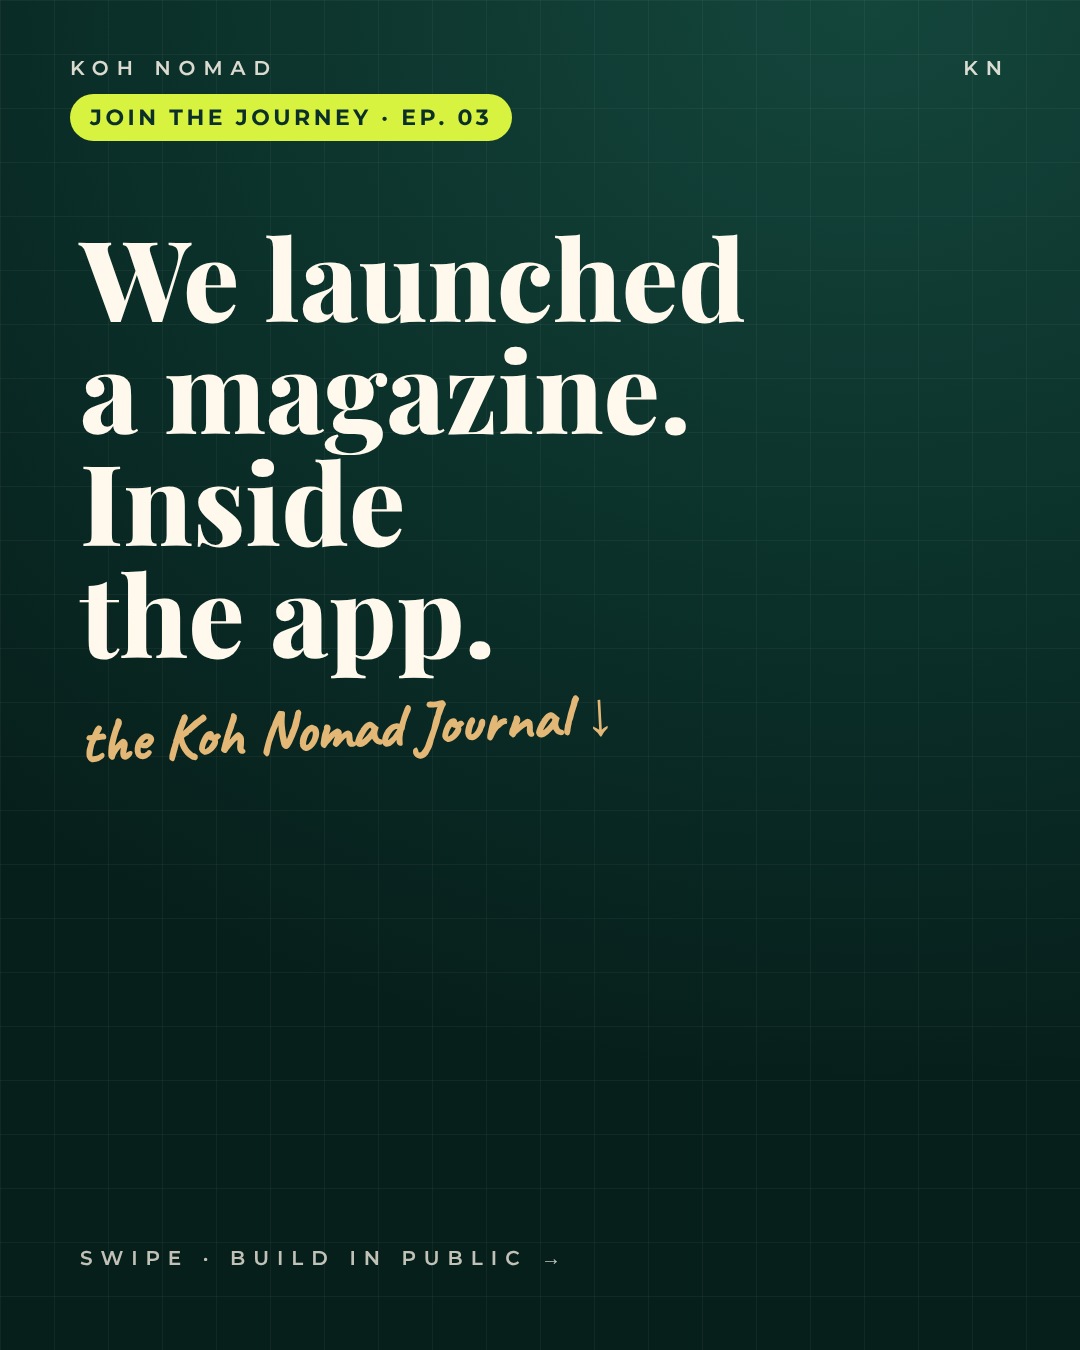 KOH NOMAD
KN
JOIN THE JOURNEY · EP. 03
We launched
a magazine.
Inside
the app.
the Koh Nomad Journal ↓
SWIPE · BUILD IN PUBLIC →